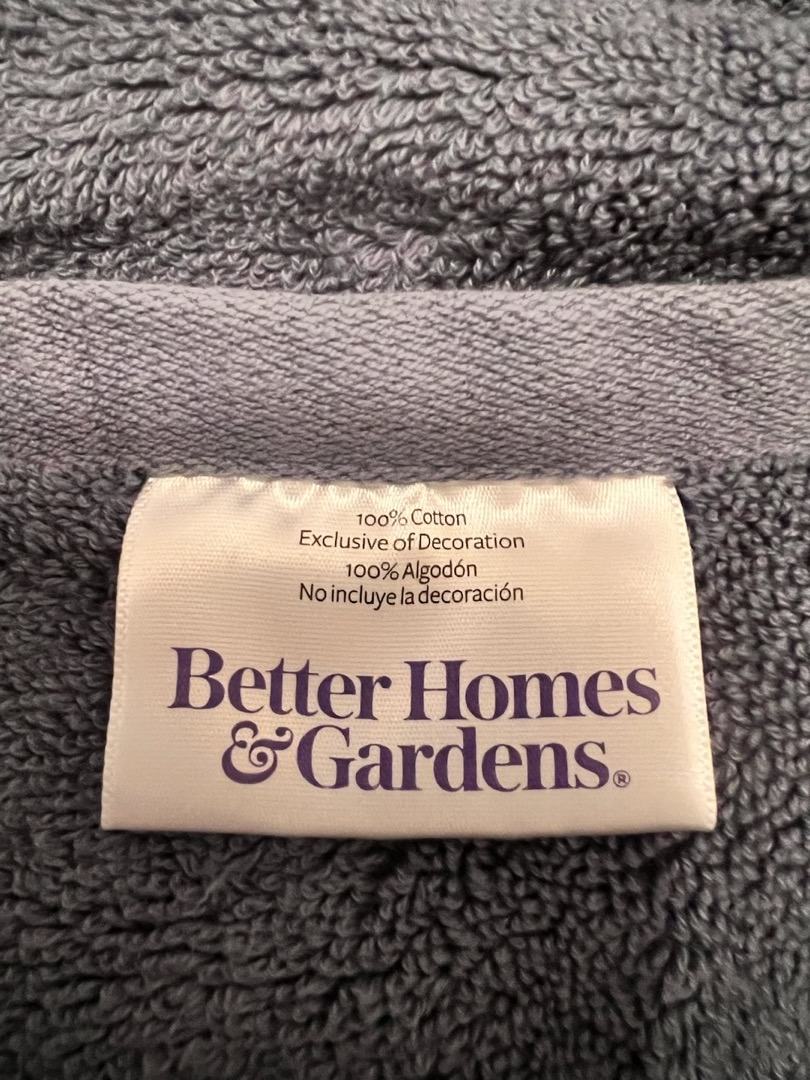 100% Cotton
Exclusive of Decoration
100% Algodón
No incluye la decoración
Better Homes
& Gardens®